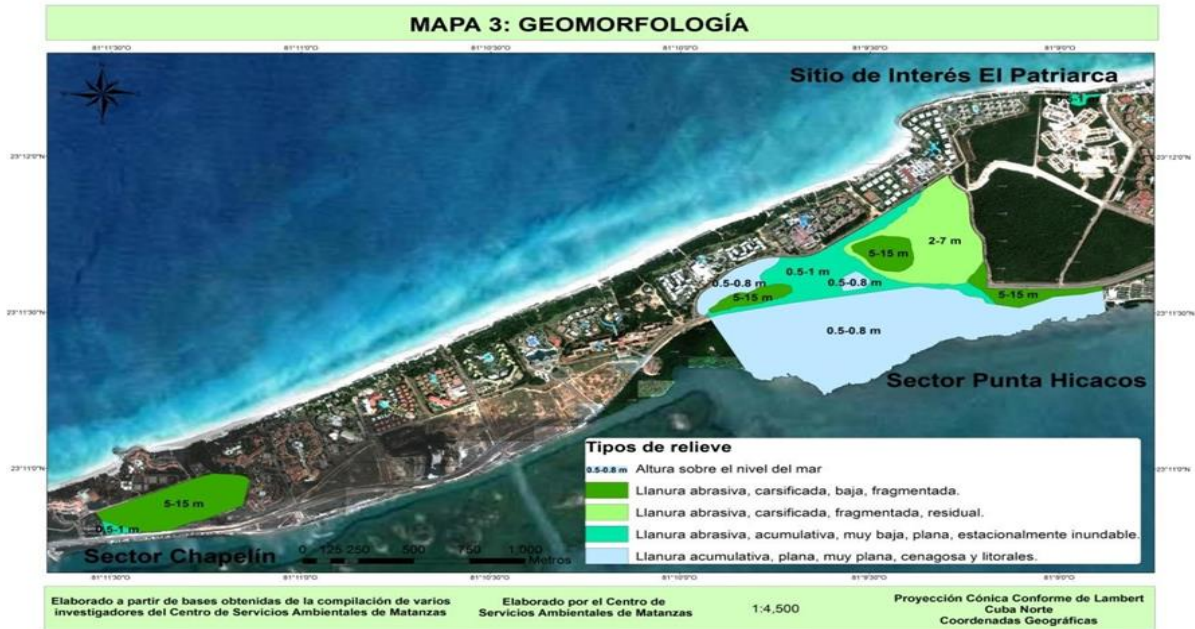 MAPA 3: GEOMORFOLOGÍA
81°11'30"O 81°11'0"O 81°10'30"O 81°10'0"O 81°9'30"O 81°9'0"O
Sitio de Interés El Patriarca
23°12'0"N 23°12'0"N
2-7 m
5-15 m
0.5-1 m
0.5-0.8 m 0.5-0.8 m
5-15 m 5-15 m
23°11'30"N 23°11'30"N
0.5-0.8 m
Sector Punta Hicacos
Tipos de relieve
0.5-0.8 m Altura sobre el nivel del mar
Llanura abrasiva, carsificada, baja, fragmentada.
Llanura abrasiva, carsificada, fragmentada, residual.
Llanura abrasiva, acumulativa, muy baja, plana, estacionalmente inundable.
Llanura acumulativa, plana, muy plana, cenagosa y litorales.
23°11'0"N 23°11'0"N
5-15 m
0.5-1 m
Sector Chapelín
0 125 250 500 750 1,000
Metros
81°11'30"O 81°11'0"O 81°10'30"O 81°10'0"O 81°9'30"O 81°9'0"O
Elaborado a partir de bases obtenidas de la compilación de varios
investigadores del Centro de Servicios Ambientales de Matanzas
Elaborado por el Centro de
Servicios Ambientales de Matanzas
1:4,500
Proyección Cónica Conforme de Lambert
Cuba Norte
Coordenadas Geográficas